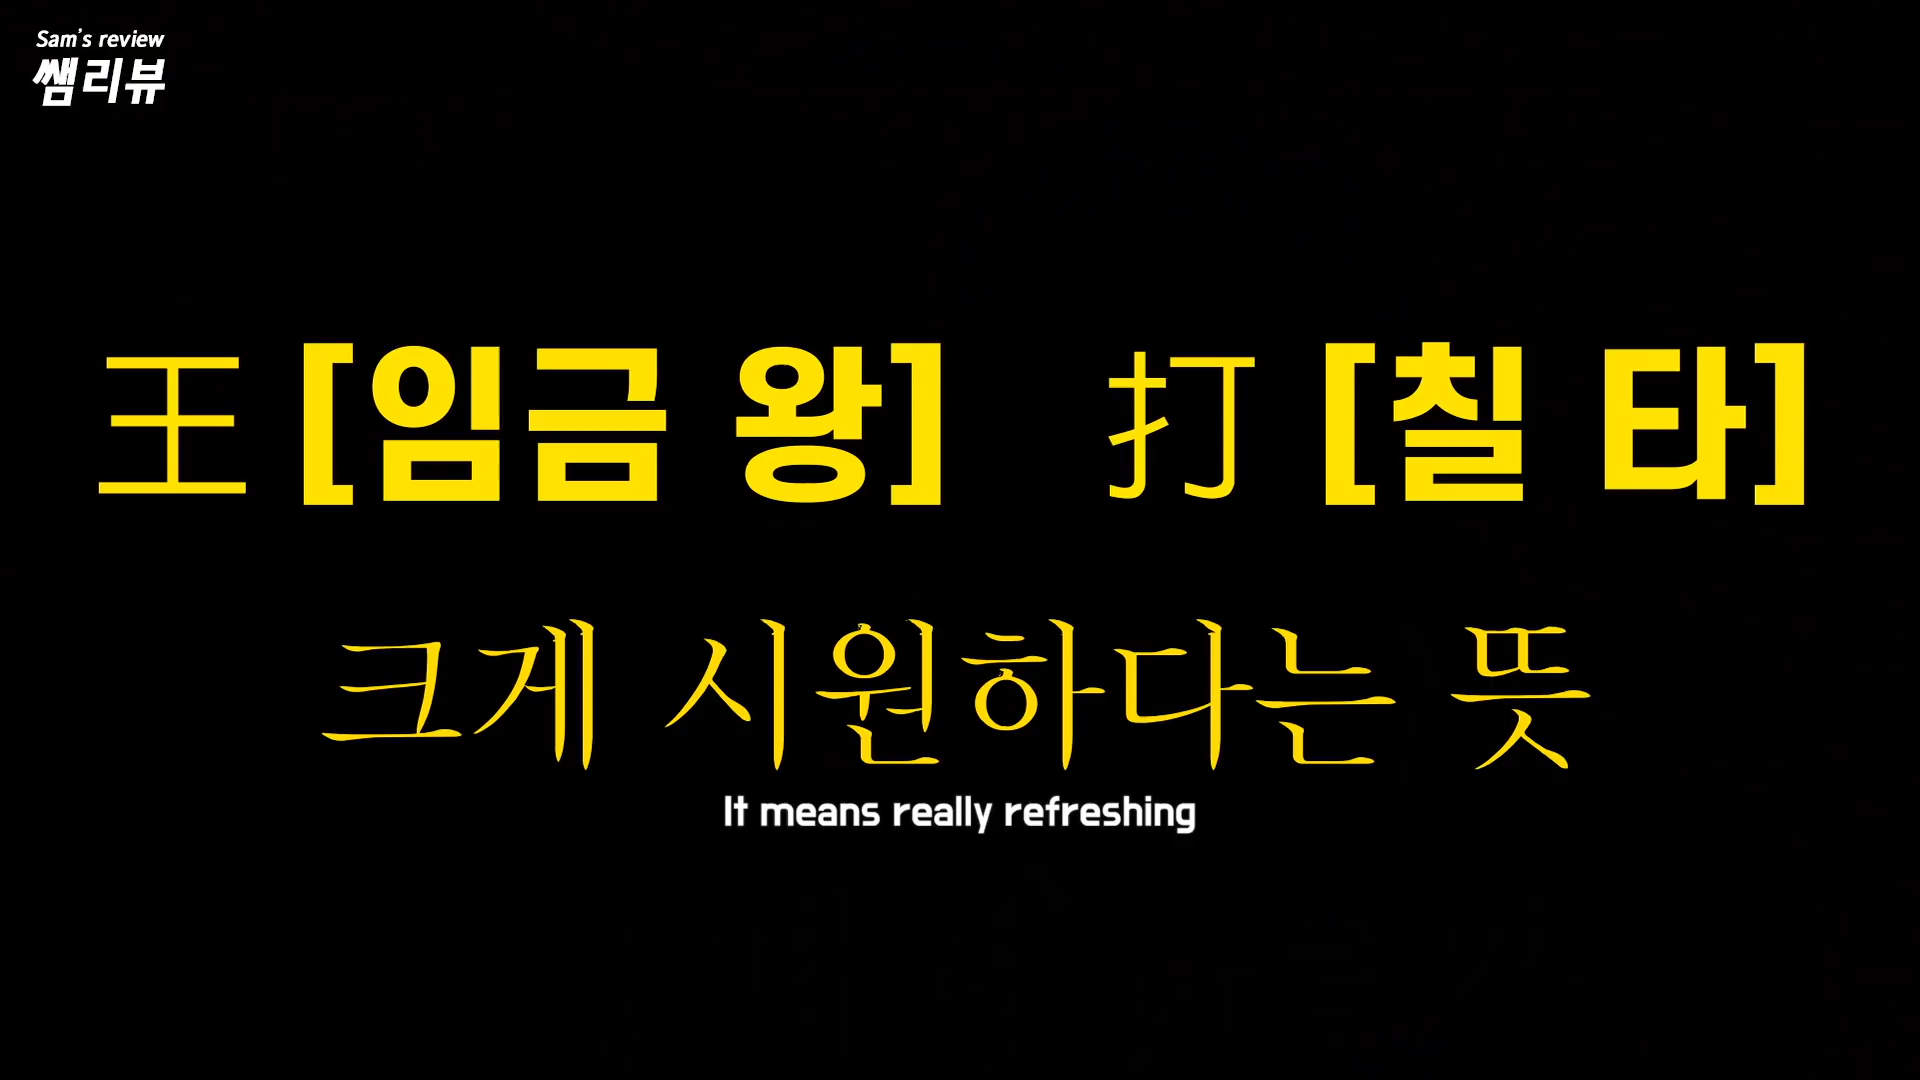 Sam's review
쌤리뷰
王 [임금 왕] 打 [칠 타]
크게 시원하다는 뜻
It means really refreshing